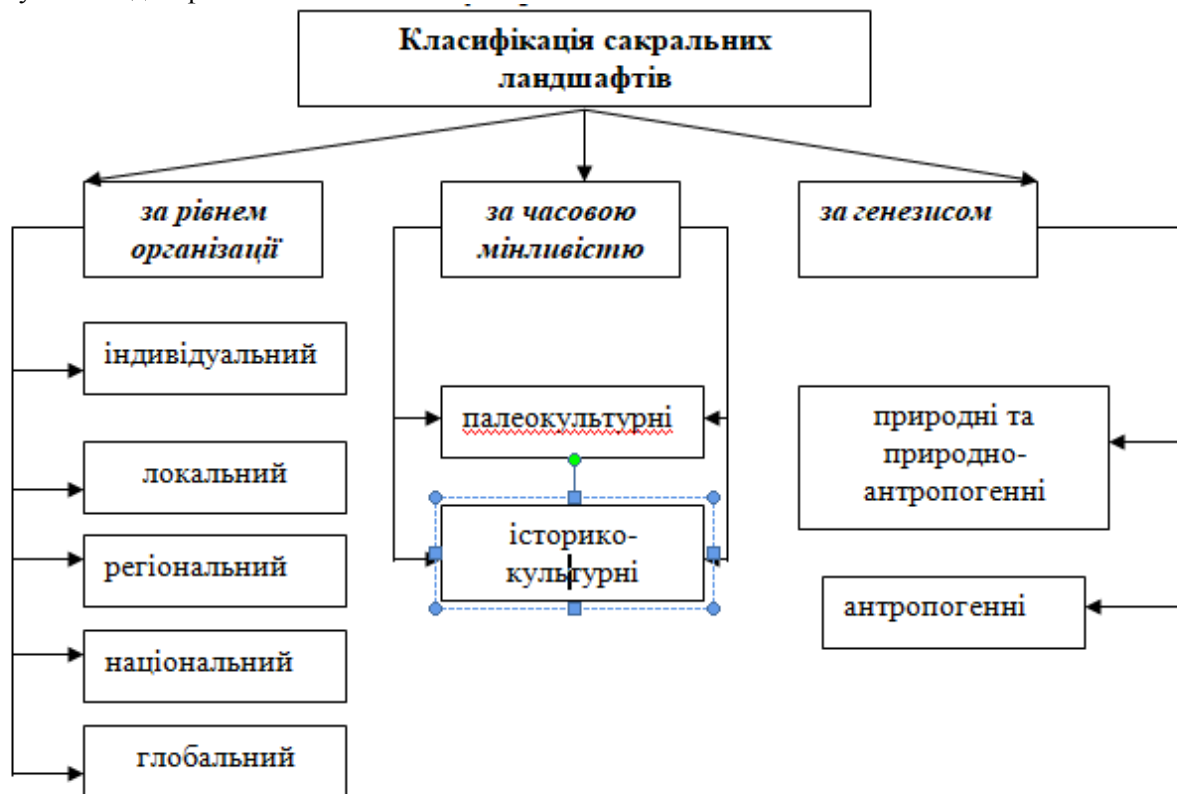 Класифікація сакральних
ландшафтів
за рівнем
організації
за часовою
мінливістю
за генезисом
індивідуальний
локальний
регіональний
національний
глобальний
палеокультурні
історико-
культурні
природні та
природно-
антропогенні
антропогенні